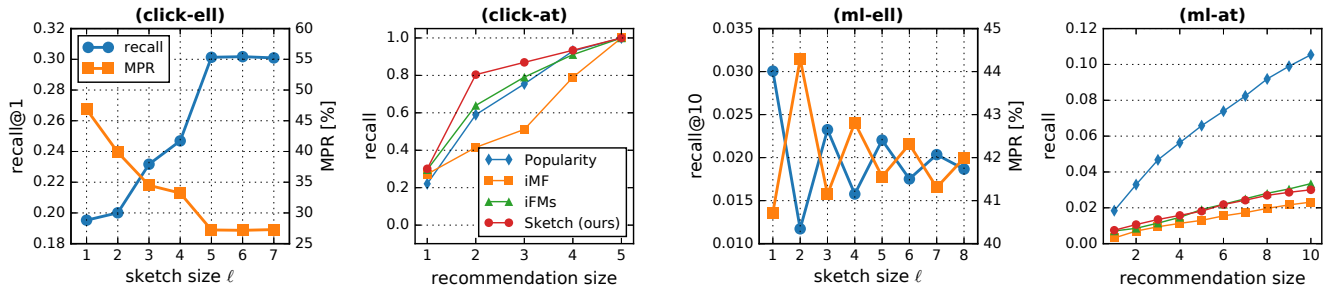 (click-ell)
recall@1
0.32
0.30
0.28
0.26
0.24
0.22
0.20
0.18
recall
MPR
60
55
50
45
40
35
30
25
MPR [%]
1 2 3 4 5 6 7
sketch size ℓ
(click-at)
recall
1.0
0.8
0.6
0.4
0.2
0.0
Popularity
iMF
iFMs
Sketch (ours)
1 2 3 4 5
recommendation size
(ml-ell)
recall@10
0.035
0.030
0.025
0.020
0.015
0.010
45
44
43
42
41
40
MPR [%]
1 2 3 4 5 6 7 8
sketch size ℓ
(ml-at)
recall
0.12
0.10
0.08
0.06
0.04
0.02
0.00
2 4 6 8 10
recommendation size